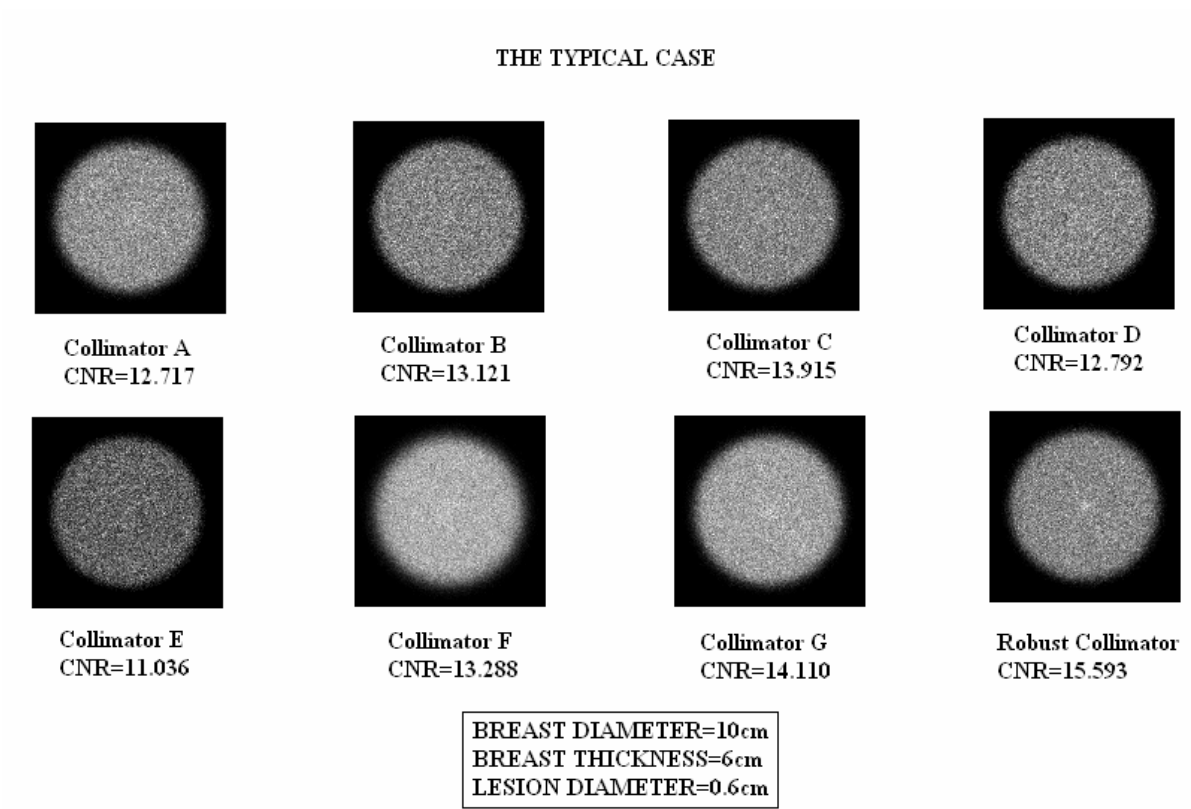 THE TYPICAL CASE
Collimator A
CNR=12.717
Collimator B
CNR=13.121
Collimator C
CNR=13.915
Collimator D
CNR=12.792
Collimator E
CNR=11.036
Collimator F
CNR=13.288
Collimator G
CNR=14.110
Robust Collimator
CNR=15.593
BREAST DIAMETER=10cm
BREAST THICKNESS=6cm
LESION DIAMETER=0.6cm